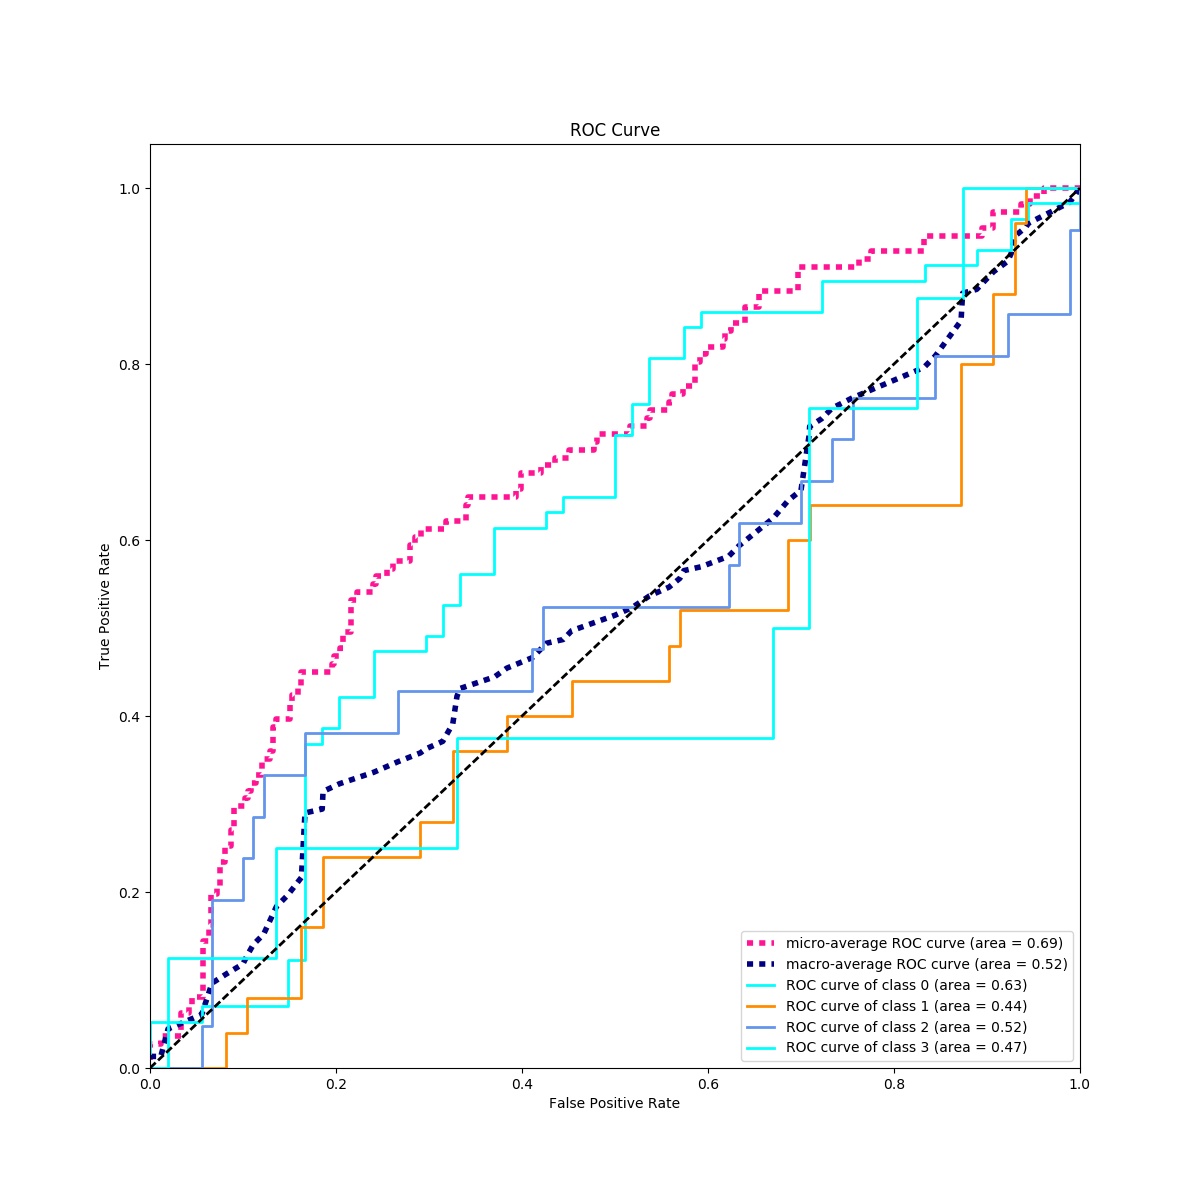 ROC Curve
1.0
0.8
0.6
0.4
0.2
0.0
True Positive Rate
0.0 0.2 0.4 0.6 0.8 1.0
False Positive Rate
micro-average ROC curve (area = 0.69)
macro-average ROC curve (area = 0.52)
ROC curve of class 0 (area = 0.63)
ROC curve of class 1 (area = 0.44)
ROC curve of class 2 (area = 0.52)
ROC curve of class 3 (area = 0.47)